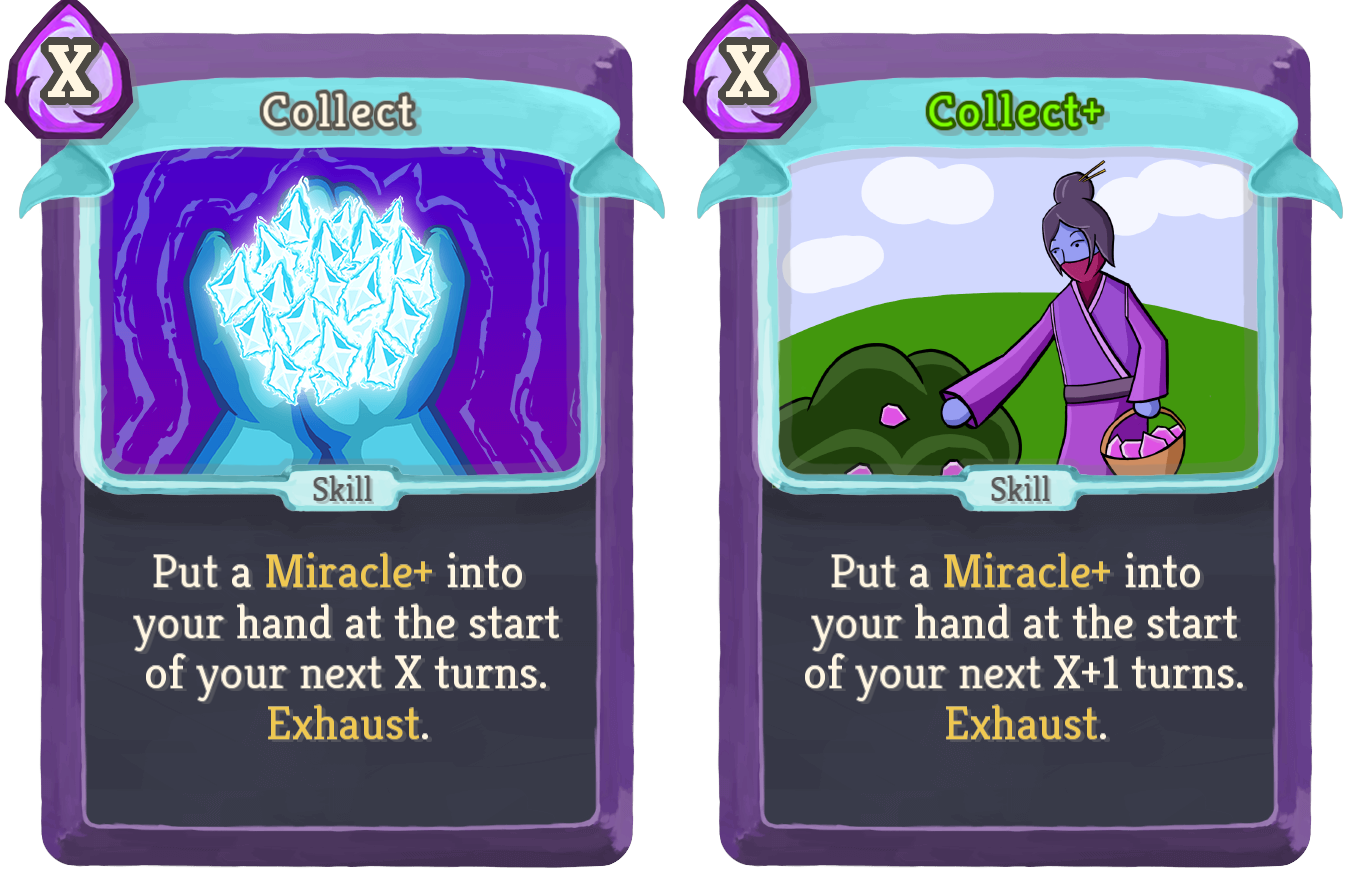 X
Collect
Skill
Put a Miracle+ into
your hand at the start
of your next X turns.
Exhaust.
X
Collect+
Skill
Put a Miracle+ into
your hand at the start
of your next X+1 turns.
Exhaust.